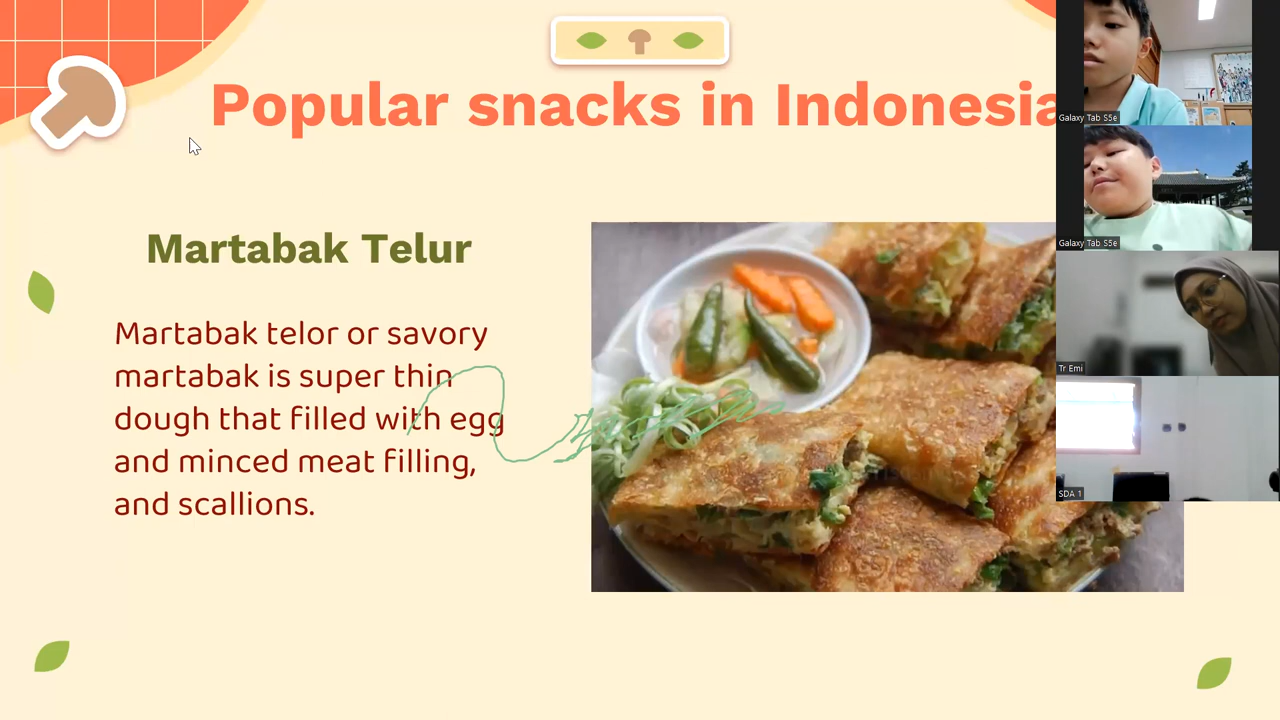 Popular snacks in Indonesia
Martabak Telur
Martabak telor or savory
martabak is super thin
dough that filled with egg
and minced meat filling,
and scallions.
Galaxy Tab S5e
Galaxy Tab S5e
Tr Emi
SDA 1